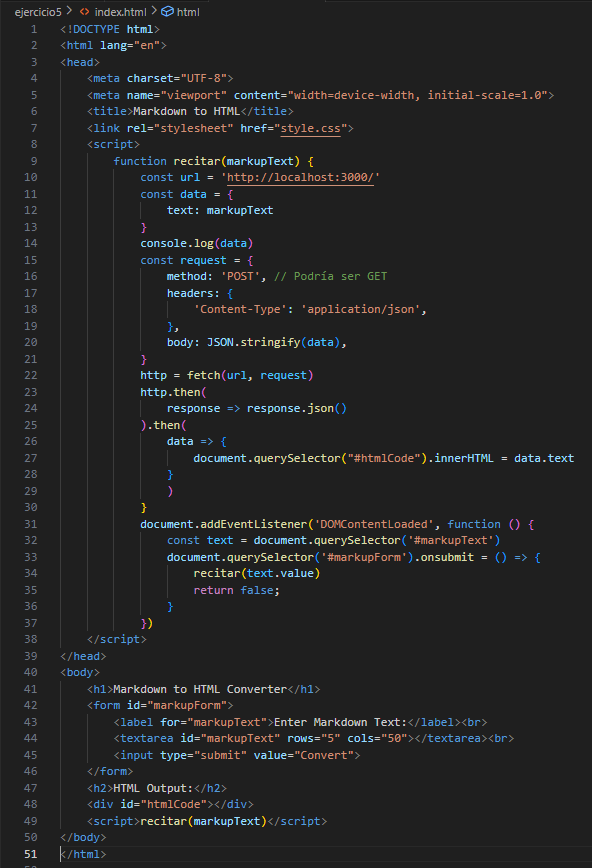 ejercicio5 > <> index.html > html
1 <!DOCTYPE html>
2 <html lang="en">
3 <head>
4     <meta charset="UTF-8">
5     <meta name="viewport" content="width=device-width, initial-scale=1.0">
6     <title>Markdown to HTML</title>
7     <link rel="stylesheet" href="style.css">
8     <script>
9         function recitar(markupText) {
10             const url = 'http://localhost:3000/'
11             const data = {
12                 text: markupText
13             }
14             console.log(data)
15             const request = {
16                 method: 'POST', // Podría ser GET
17                 headers: {
18                     'Content-Type': 'application/json',
19                 },
20                 body: JSON.stringify(data),
21             }
22             http = fetch(url, request)
23             http.then(
24                 response => response.json()
25             ).then(
26                 data => {
27                     document.querySelector("#htmlCode").innerHTML = data.text
28                 }
29                 )
30             }
31             document.addEventListener('DOMContentLoaded', function () {
32                 const text = document.querySelector('#markupText')
33                 document.querySelector('#markupForm').onsubmit = () => {
34                     recitar(text.value)
35                     return false;
36                 }
37             })
38     </script>
39 </head>
40 <body>
41     <h1>Markdown to HTML Converter</h1>
42     <form id="markupForm">
43         <label for="markupText">Enter Markdown Text:</label><br>
44         <textarea id="markupText" rows="5" cols="50"></textarea><br>
45         <input type="submit" value="Convert">
46     </form>
47     <h2>HTML Output:</h2>
48     <div id="htmlCode"></div>
49     <script>recitar(markupText)</script>
50 </body>
51 </html>